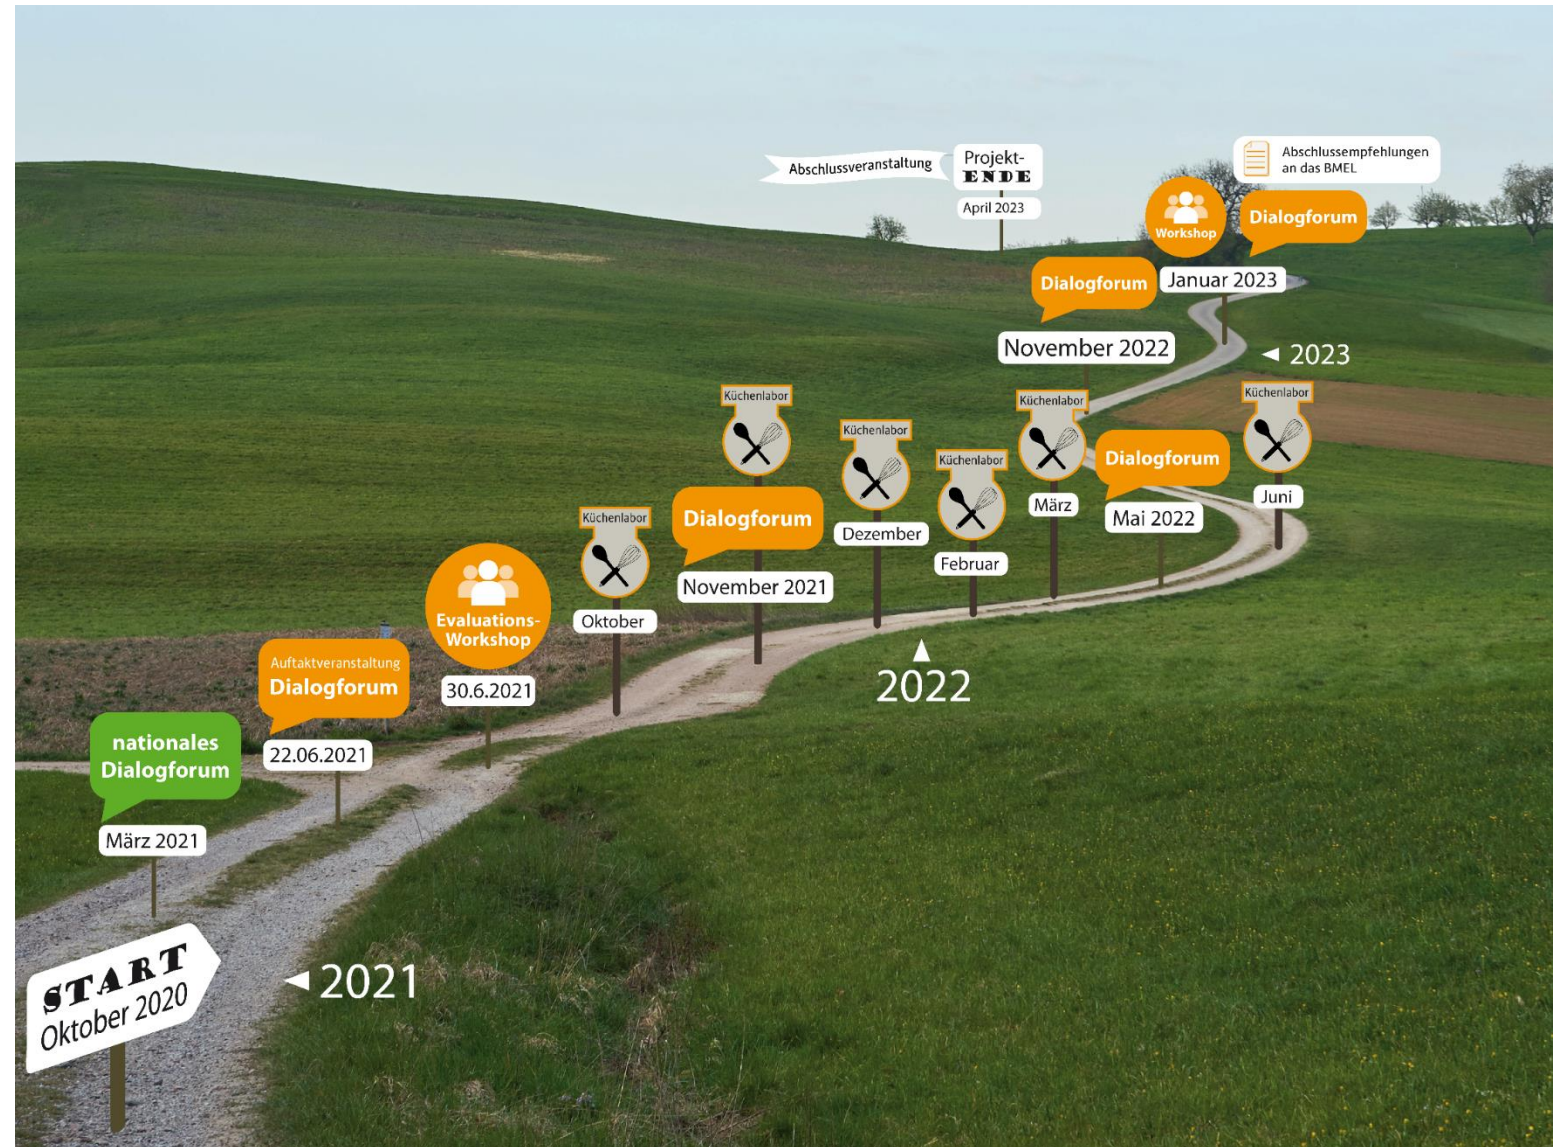 START
Oktober 2020
2021
nationales
Dialogforum
März 2021
Auftaktveranstaltung
Dialogforum
22.06.2021
Evaluations-
Workshop
30.6.2021
Küchenlabor
Oktober
Küchenlabor
Dialogforum
November 2021
Küchenlabor
Dezember
2022
Küchenlabor
Februar
Küchenlabor
März
Dialogforum
Mai 2022
Küchenlabor
Juni
Dialogforum
November 2022
2023
Workshop
Dialogforum
Januar 2023
Abschlussempfehlungen
an das BMEL
Abschlussveranstaltung
Projekt-
ENDE
April 2023